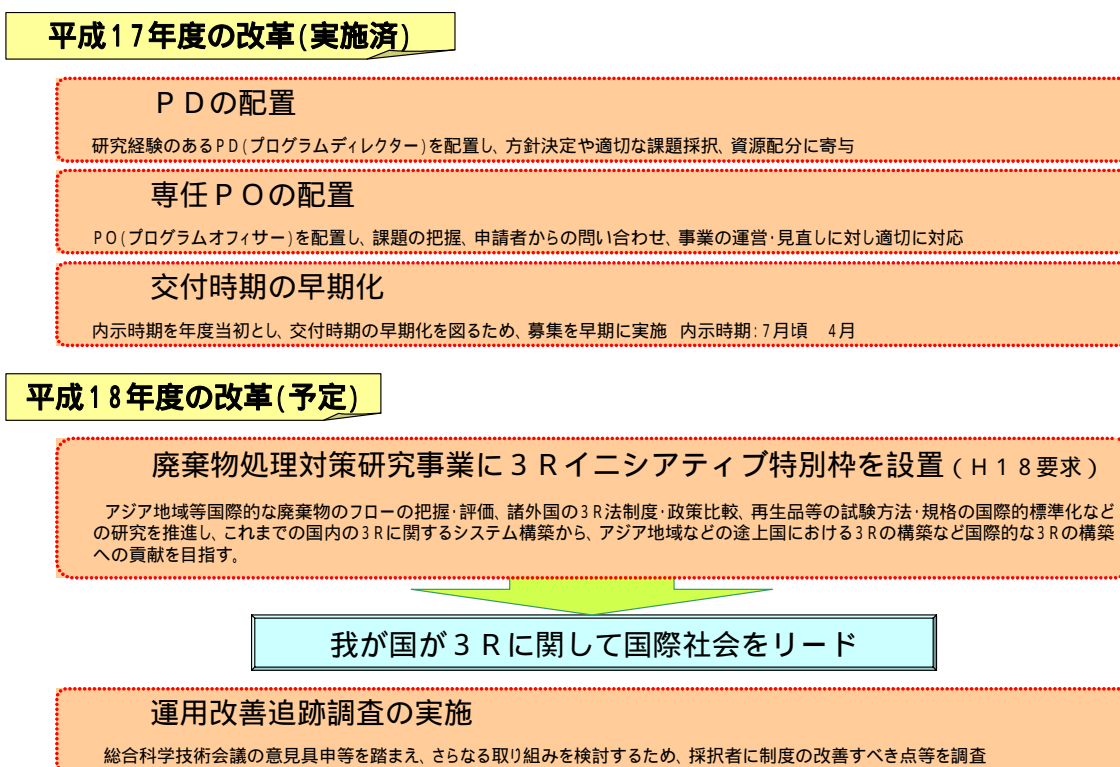 平成17年度の改革(実施済)
PDの配置
研究経験のあるPD(プログラムディレクター)を配置し、方針決定や適切な課題採択、資源配分に寄与
専任POの配置
PO(プログラムオフィサー)を配置し、課題の把握、申請者からの問い合わせ、事業の運営・見直しに対し適切に対応
交付時期の早期化
内示時期を年度当初とし、交付時期の早期化を図るため、募集を早期に実施 内示時期:7月頃 4月
平成18年度の改革(予定)
廃棄物処理対策研究事業に3Rイニシアティブ特別枠を設置(H18要求)
アジア地域等国際的な廃棄物のフローの把握・評価、諸外国の3R法制度・政策比較、再生品等の試験方法・規格の国際的標準化など
の研究を推進し、これまでの国内の3Rに関するシステム構築から、アジア地域などの途上国における3Rの構築など国際的な3Rの構築
への貢献を目指す。
我が国が3Rに関して国際社会をリード
運用改善追跡調査の実施
総合科学技術会議の意見具申等を踏まえ、さらなる取り組みを検討するため、採択者に制度の改善すべき点等を調査